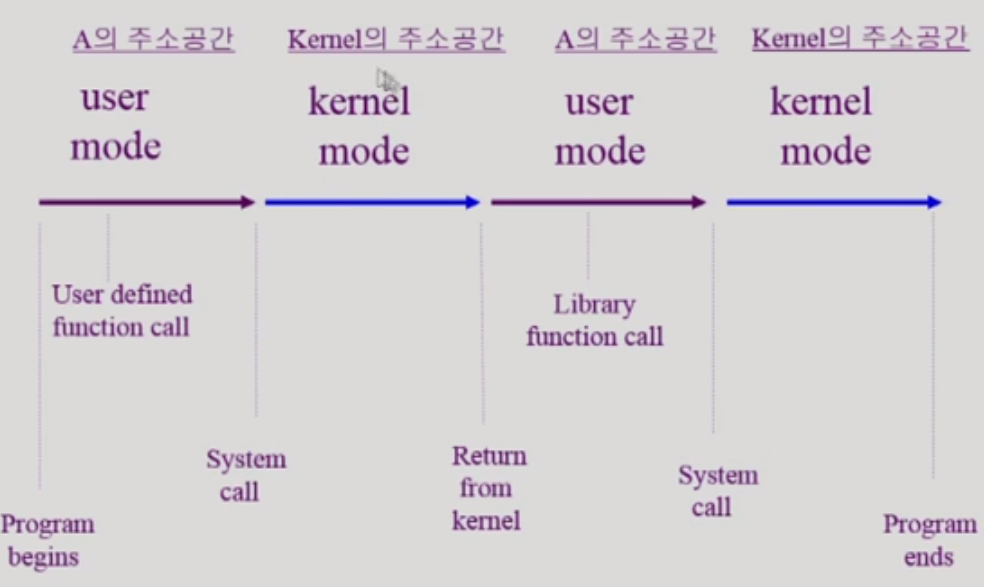 A의 주소공간
Kernel의 주소공간
A의 주소공간
Kernel의 주소공간
user
mode
kernel
mode
user
mode
kernel
mode
User defined
function call
Library
function call
System
call
Return
from
kernel
System
call
Program
begins
Program
ends